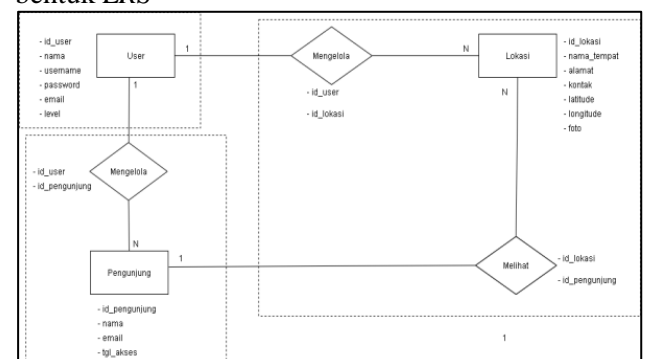 bentuk ERS
- id_user
- nama
- username
- password
- email
- level
User
1
1
Mengelola
- id_user
- id_lokasi
N
Lokasi
N
- id_lokasi
- nama_tempat
- alamat
- kontak
- latitude
- longitude
- foto
- id_user
- id_pengunjung
Mengelola
N
Pengunjung
1
- id_pengunjung
- nama
- email
- tgl_akses
Melihat
- id_lokasi
- id_pengunjung
1